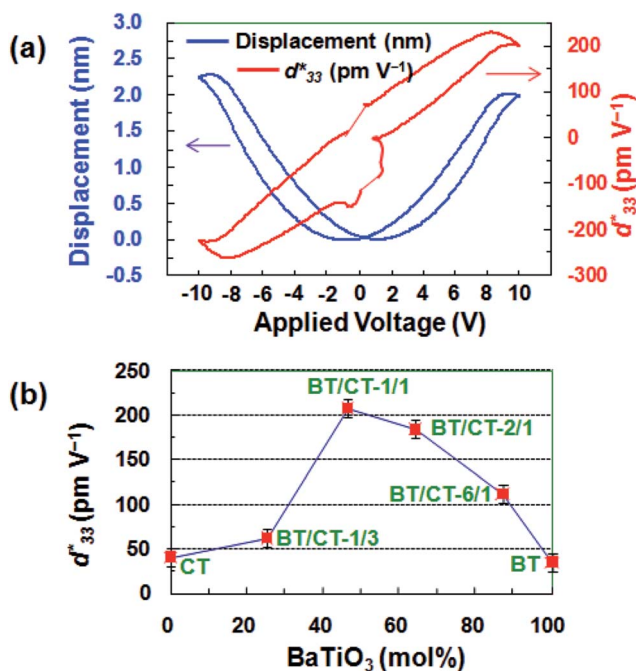 (a)
Displacement (nm)
d*33 (pm V−1)
Displacement (nm)
3.0
2.5
2.0
1.5
1.0
0.5
0.0
-0.5
200
100
0
-100
-200
-300
d*33 (pm V−1)
-10 -8 -6 -4 -2 0 2 4 6 8 10
Applied Voltage (V)
(b)
d*33 (pm V−1)
250
200
150
100
50
0
BT/CT-1/1
BT/CT-2/1
BT/CT-6/1
BT/CT-1/3
CT
BT
0 20 40 60 80 100
BaTiO3 (mol%)